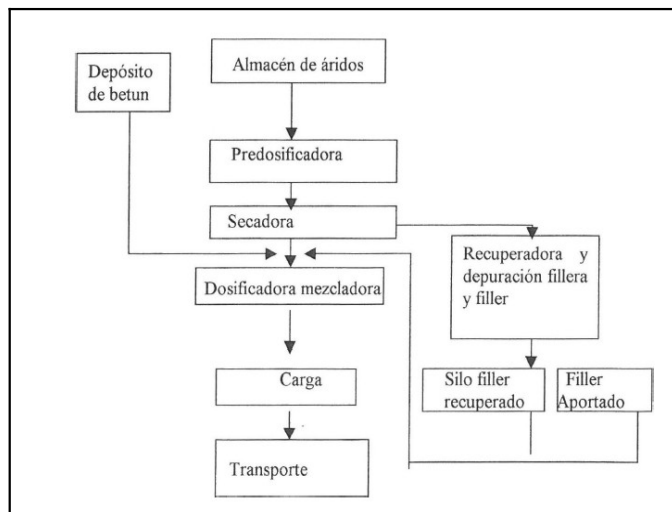 Depósito
de betun
Almacén de áridos
Predosificadora
Secadora
Recuperadora y
depuración fillera
y filler
Dosificadora mezcladora
Carga
Silo filler
recuperado
Filler
Aportado
Transporte